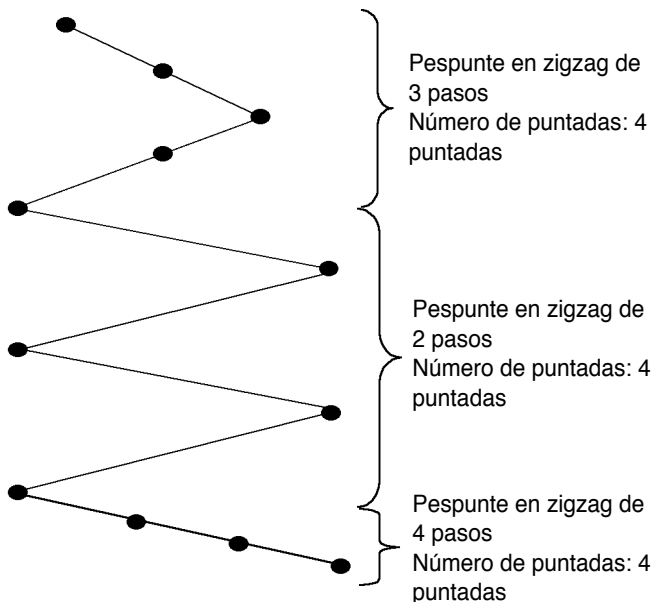 Pespunte en zigzag de
3 pasos
Número de puntadas: 4
puntadas
Pespunte en zigzag de
2 pasos
Número de puntadas: 4
puntadas
Pespunte en zigzag de
4 pasos
Número de puntadas: 4
puntadas